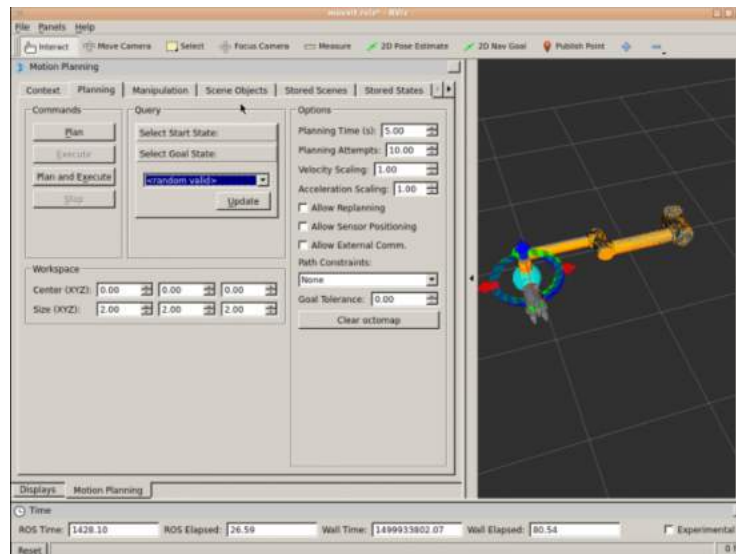 moveit.rviz* - RViz
File Panels Help
Interact Move Camera Select Focus Camera Measure 2D Pose Estimate 2D Nav Goal Publish Point
Motion Planning
Context Planning Manipulation Scene Objects Stored Scenes Stored States
Commands Query Options
Plan Select Start State: Planning Time (s): 5.00
Execute Select Goal State: Planning Attempts: 10.00
Plan and Execute <random valid> Velocity Scaling: 1.00
Stop Update Acceleration Scaling: 1.00
Allow Replanning
Allow Sensor Positioning
Allow External Comm.
Path Constraints:
Workspace None
Center (XYZ): 0.00 0.00 0.00 Goal Tolerance: 0.00
Size (XYZ): 2.00 2.00 2.00 Clear octomap
Displays Motion Planning
Time
ROS Time: 1428.10 ROS Elapsed: 26.59 Wall Time: 1499933802.07 Wall Elapsed: 80.54 Experimental
Reset